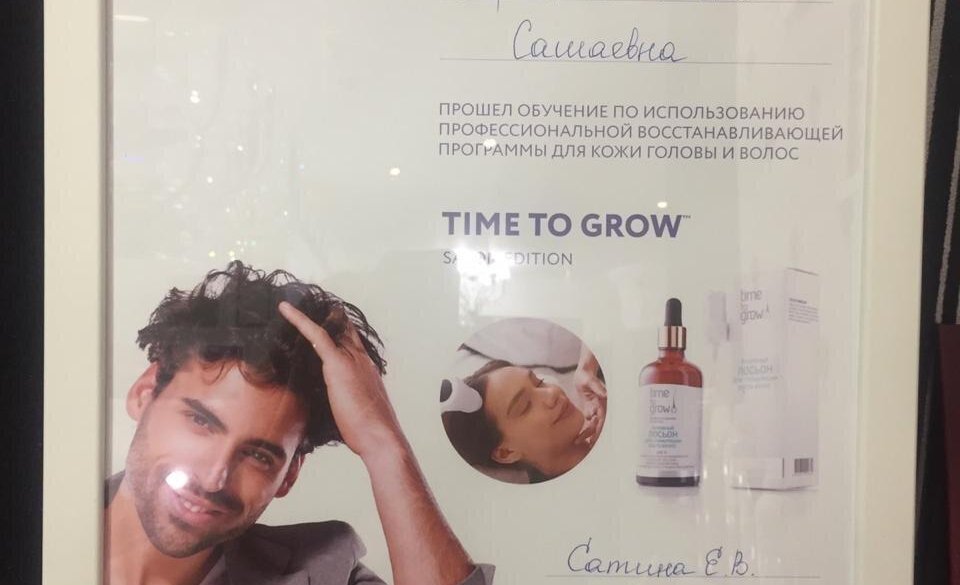 Сашаевна
ПРОШЕЛ ОБУЧЕНИЕ ПО ИСПОЛЬЗОВАНИЮ
ПРОФЕССИОНАЛЬНОЙ ВОССТАНАВЛИВАЮЩЕЙ
ПРОГРАММЫ ДЛЯ КОЖИ ГОЛОВЫ И ВОЛОС
TIME TO GROW™
SALON EDITION
time
to
grow
ЛОСЬОН
time
to
grow
ЛОСЬОН
Сатина Е.В.